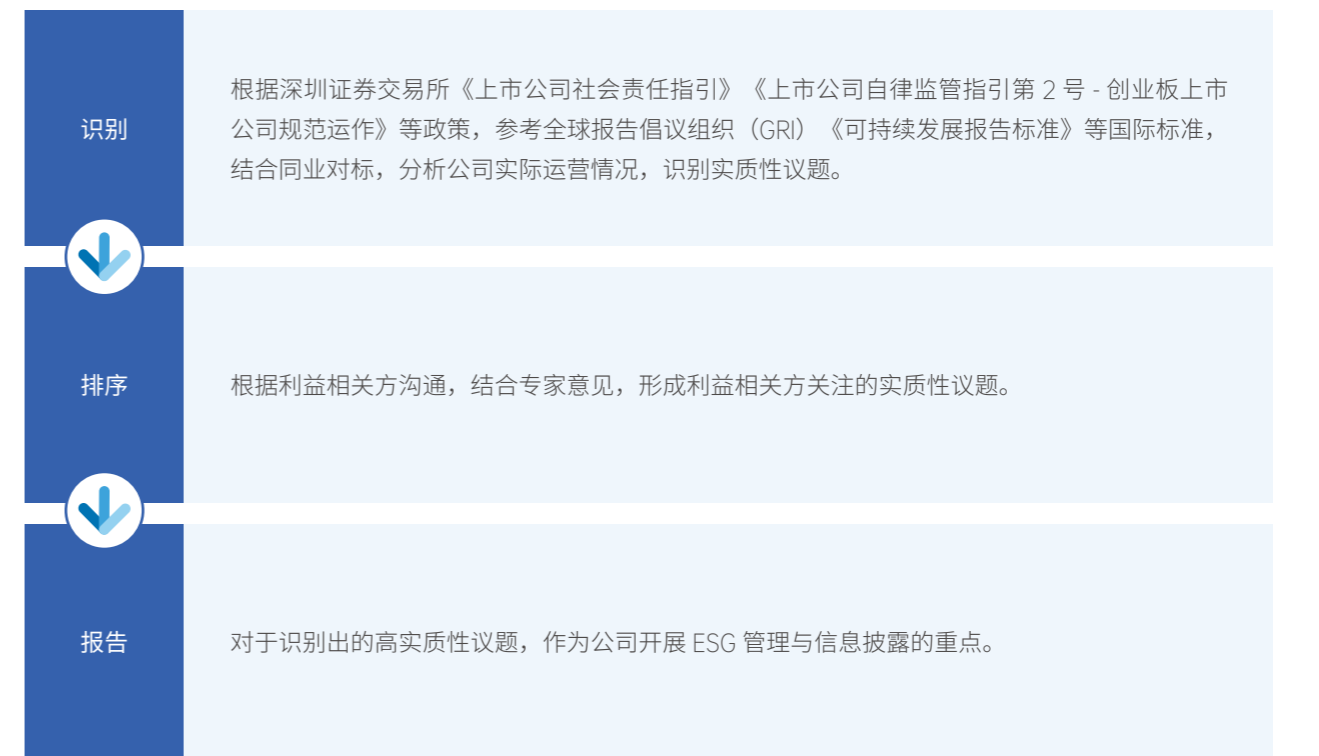 识别
根据深圳证券交易所《上市公司社会责任指引》《上市公司自律监管指引第 2 号 - 创业板上市
公司规范运作》等政策，参考全球报告倡议组织（GRI）《可持续发展报告标准》等国际标准，
结合同业对标，分析公司实际运营情况，识别实质性议题。
排序
根据利益相关方沟通，结合专家意见，形成利益相关方关注的实质性议题。
报告
对于识别出的高实质性议题，作为公司开展 ESG 管理与信息披露的重点。